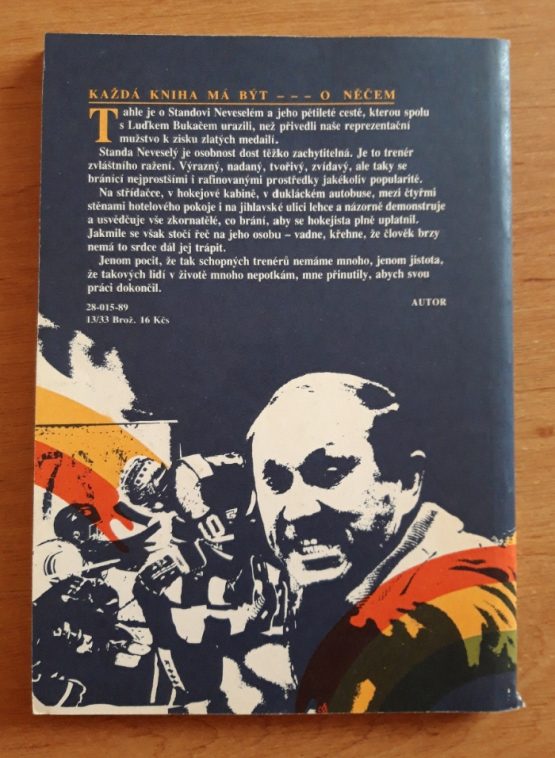 KAŽDÁ KNIHA MÁ BÝT – – – O NĚČEM
Tahle je o Standovi Neveselém a jeho pětileté cestě, kterou spolu
s Luďkem Bukačem urazili, než přivedli naše reprezentační
mužstvo k zisku zlatých medailí.
Standa Neveselý je osobnost dost těžko zachytitelná. Je to trenér
zvláštního ražení. Výrazný, nadaný, tvořivý, zvídavý, ale taky se
bránící nejprostšími i rafinovanými prostředky jakékoliv popularitě.
Na střídačce, v hokejové kabině, v dukláckém autobuse, mezi čtyřmi
stěnami hotelového pokoje i na jihlavské ulici lehce a názorně demonstruje
a usvědčuje vše zkornatělé, co brání, aby se hokejista plně uplatnil.
Jakmile se však stočí řeč na jeho osobu – vadne, křehne, že člověk brzy
nemá to srdce dál jej trápit.
Jenom pocit, že tak schopných trenérů nemáme mnoho, jenom jistota,
že takových lidí v životě mnoho nepotkám, mne přinutily, abych svou
práci dokončil.
AUTOR
28-015-89
13/33 Brož. 16 Kčs
10